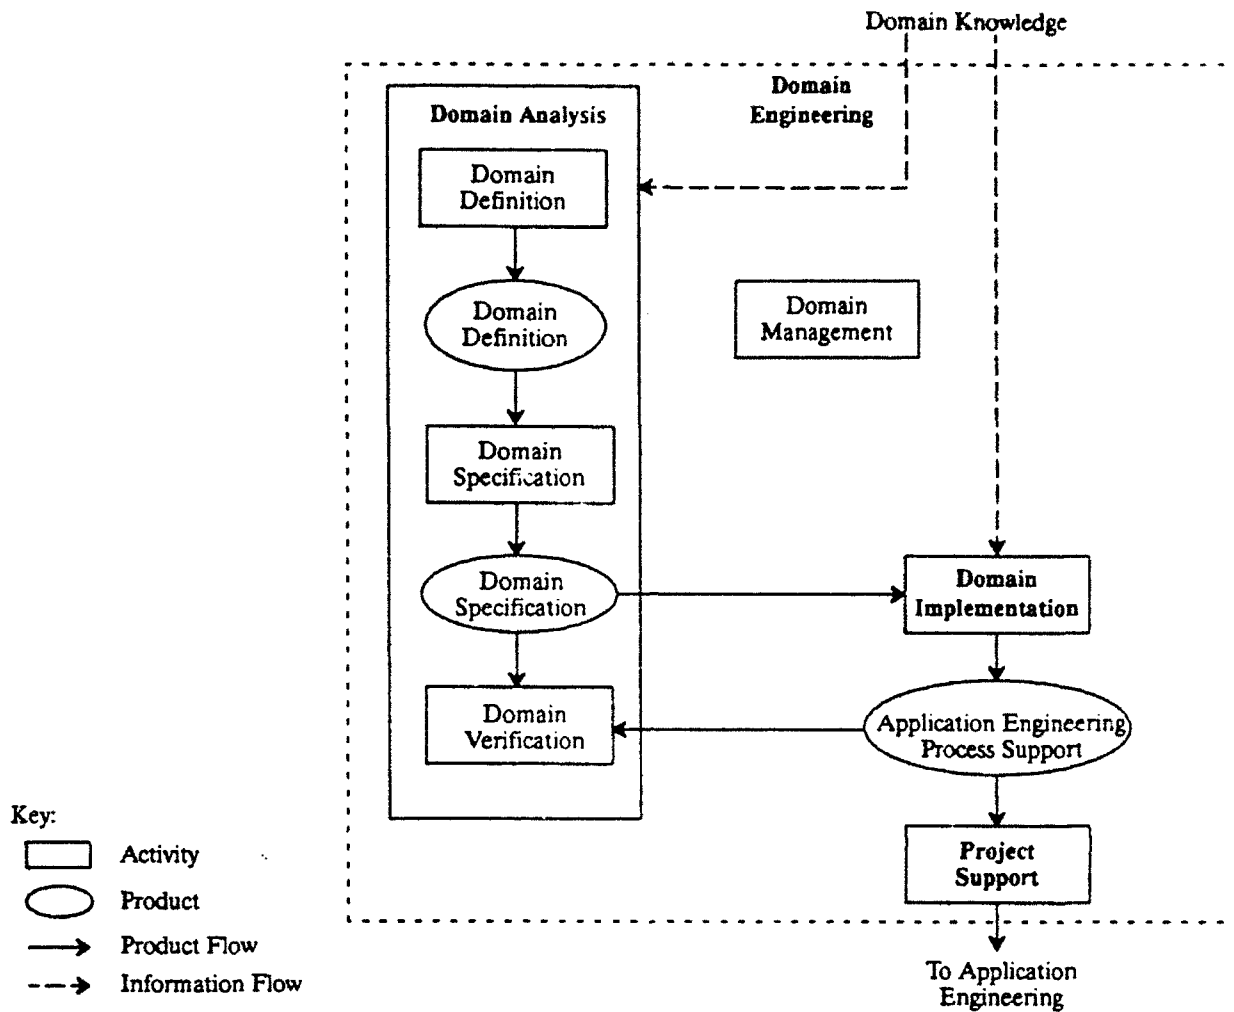 Domain Knowledge
Domain
Engineering
Domain Analysis
Domain
Definition
Domain
Definition
Domain
Management
Domain
Specification
Domain
Specification
Domain
Implementation
Domain
Verification
Application Engineering
Process Support
Project
Support
To Application
Engineering
Key:
Activity
Product
Product Flow
Information Flow